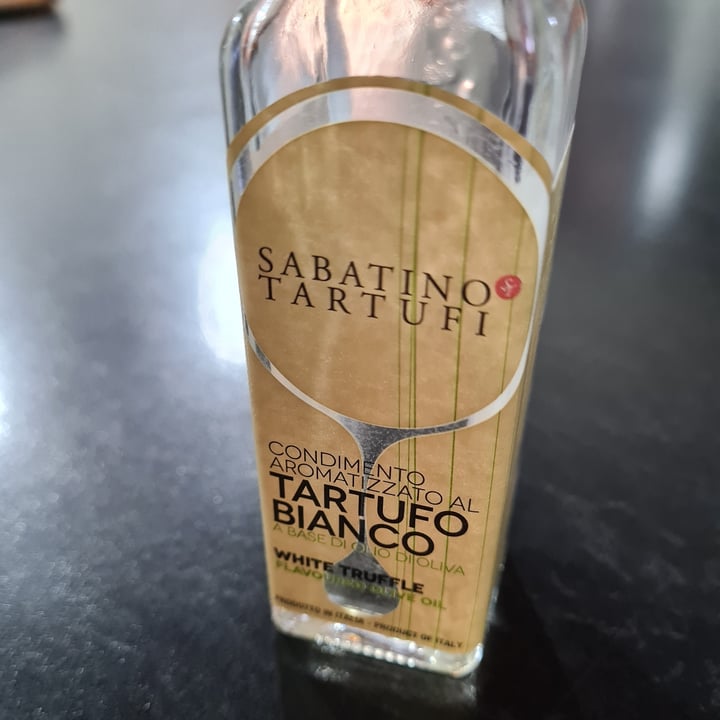 SABATINO
TARTUFI
CONDIMENTO
AROMATIZZATO AL
TARTUFO
BIANCO
A BASE DI OLIO DI OLIVA
WHITE TRUFFLE
FLAVOURED OLIVE OIL
PRODOTTO IN ITALIA - PRODUCT OF ITALY